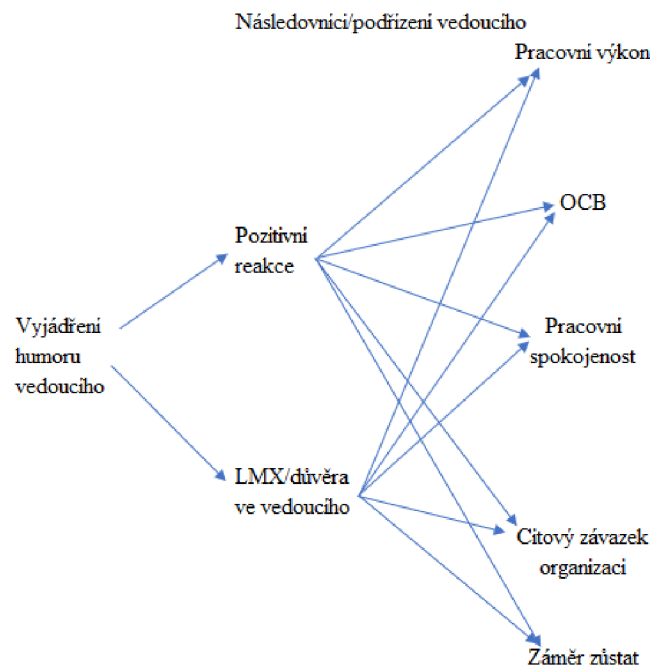 Následovníci/podřízení vedoucího
Pracovní výkon
OCB
Pozitivní
reakce
Vyjádření
humoru
vedoucího
Pracovní
spokojenost
LMX/důvěra
ve vedoucího
Citový závazek
organizaci
Záměr zůstat